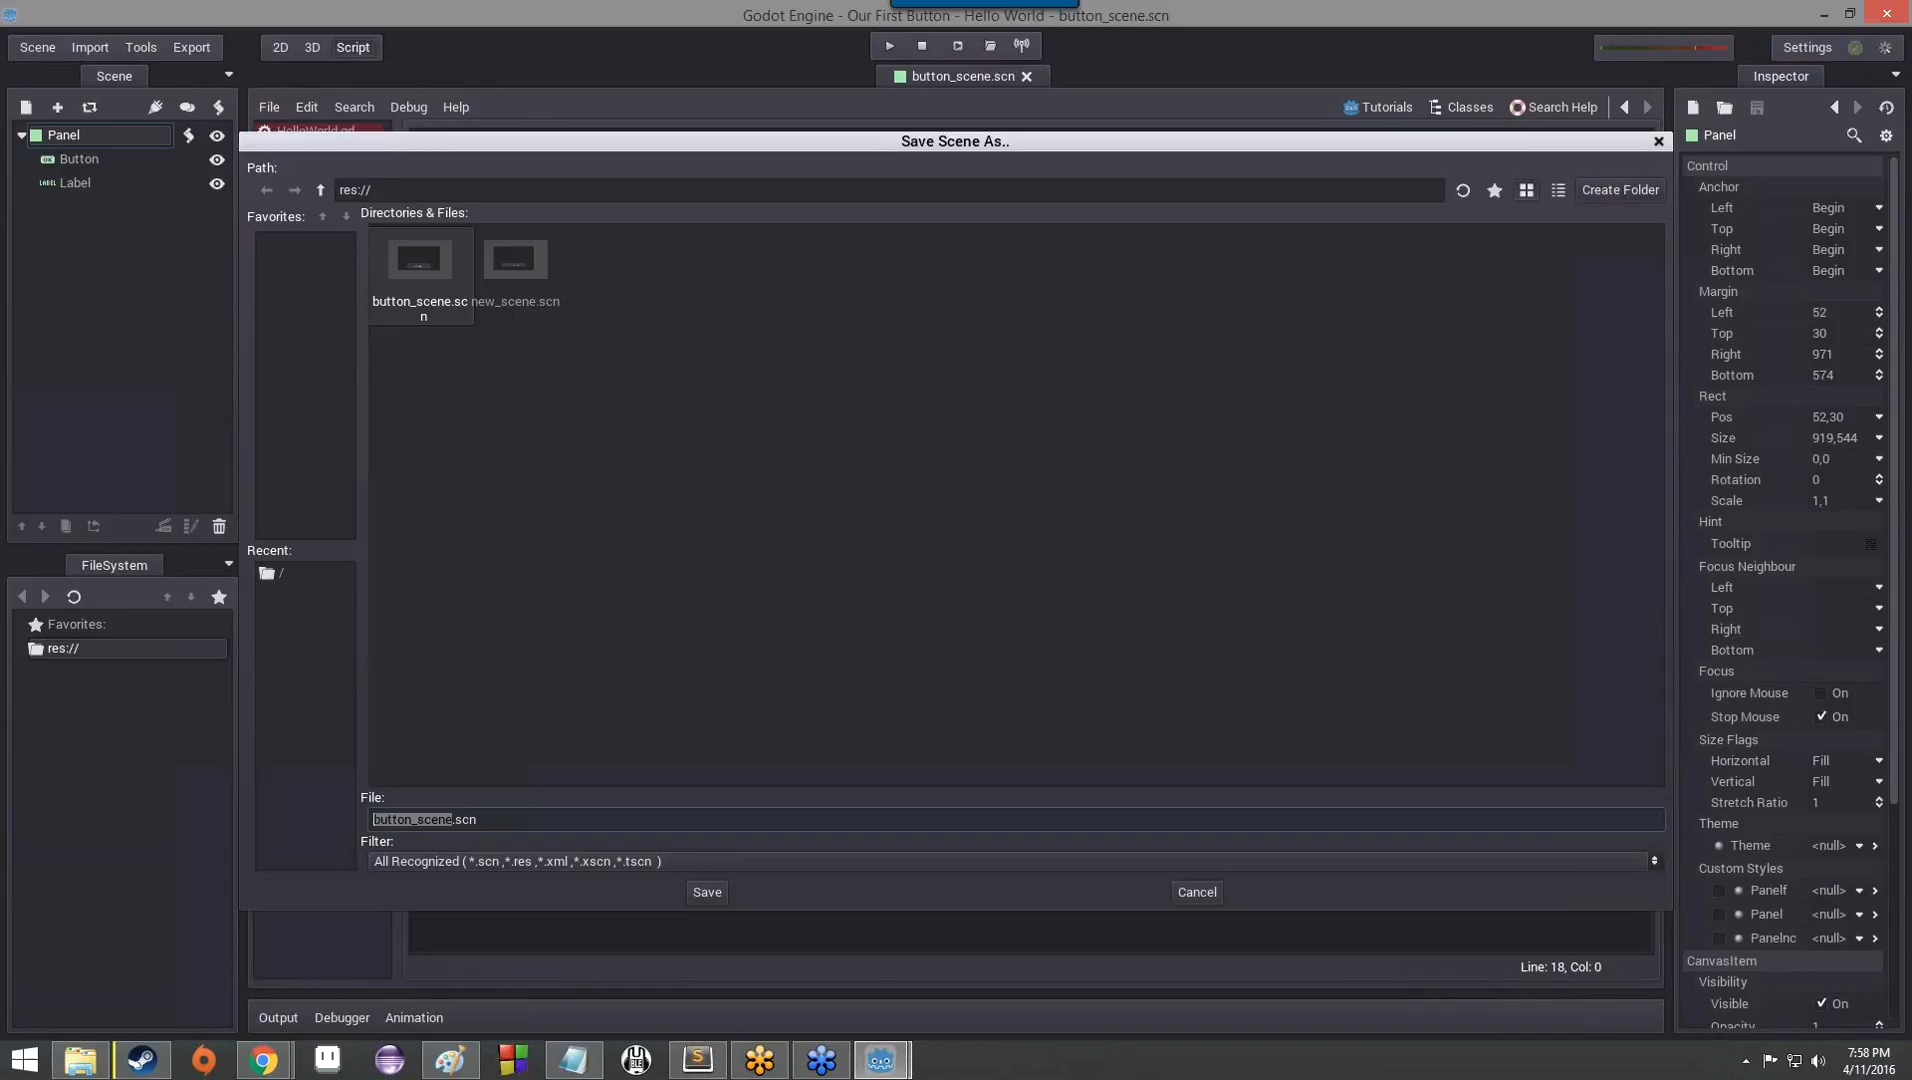 Godot Engine - Our First Button - Hello World - button_scene.scn
Scene Import Tools Export 2D 3D Script Settings
Scene button_scene.scn Inspector
File Edit Search Debug Help Tutorials Classes Search Help
HelloWorld.gd
Panel
Button
LABEL Label
Save Scene As..
Path:
res://
Create Folder
Favorites:
Directories & Files:
button_scene.sc
n
new_scene.scn
Recent:
/
File:
button_scene.scn
Filter:
All Recognized ( *.scn ,*.res ,*.xml ,*.xscn ,*.tscn )
Save Cancel
FileSystem
Favorites:
res://
Line: 18, Col: 0
Output Debugger Animation
Panel
Control
Anchor
Left Begin
Top Begin
Right Begin
Bottom Begin
Margin
Left 52
Top 30
Right 971
Bottom 574
Rect
Pos 52,30
Size 919,544
Min Size 0,0
Rotation 0
Scale 1,1
Hint
Tooltip
Focus Neighbour
Left
Top
Right
Bottom
Focus
Ignore Mouse On
Stop Mouse On
Size Flags
Horizontal Fill
Vertical Fill
Stretch Ratio 1
Theme
Theme <null>
Custom Styles
Panelf <null>
Panel <null>
Panelnc <null>
CanvasItem
Visibility
Visible On
Opacity 1
7:58 PM
4/11/2016